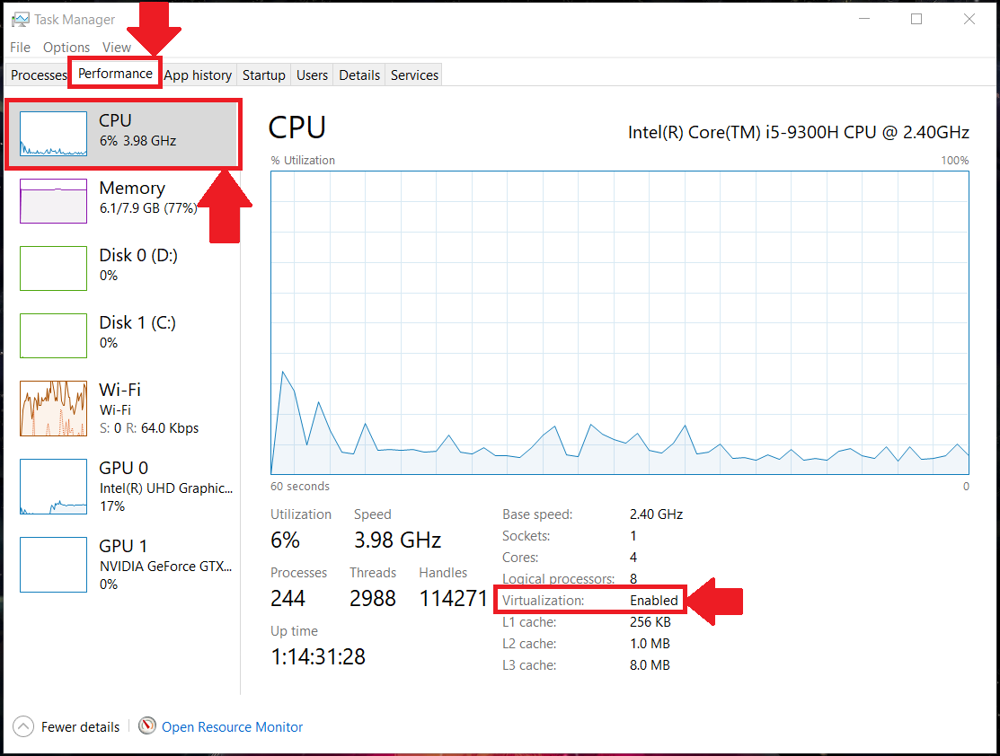 Task Manager
File Options View
Processes Performance App history Startup Users Details Services
CPU
6% 3.98 GHz
Memory
6.1/7.9 GB (77%)
Disk 0 (D:)
0%
Disk 1 (C:)
0%
Wi-Fi
Wi-Fi
S: 0 R: 64.0 Kbps
GPU 0
Intel(R) UHD Graphic...
17%
GPU 1
NVIDIA GeForce GTX...
0%
CPU
Intel(R) Core(TM) i5-9300H CPU @ 2.40GHz
% Utilization 100%
60 seconds 0
Utilization Speed
6% 3.98 GHz
Processes Threads Handles
244 2988 114271
Up time
1:14:31:28
Base speed: 2.40 GHz
Sockets: 1
Cores: 4
Logical processors: 8
Virtualization: Enabled
L1 cache: 256 KB
L2 cache: 1.0 MB
L3 cache: 8.0 MB
Fewer details Open Resource Monitor